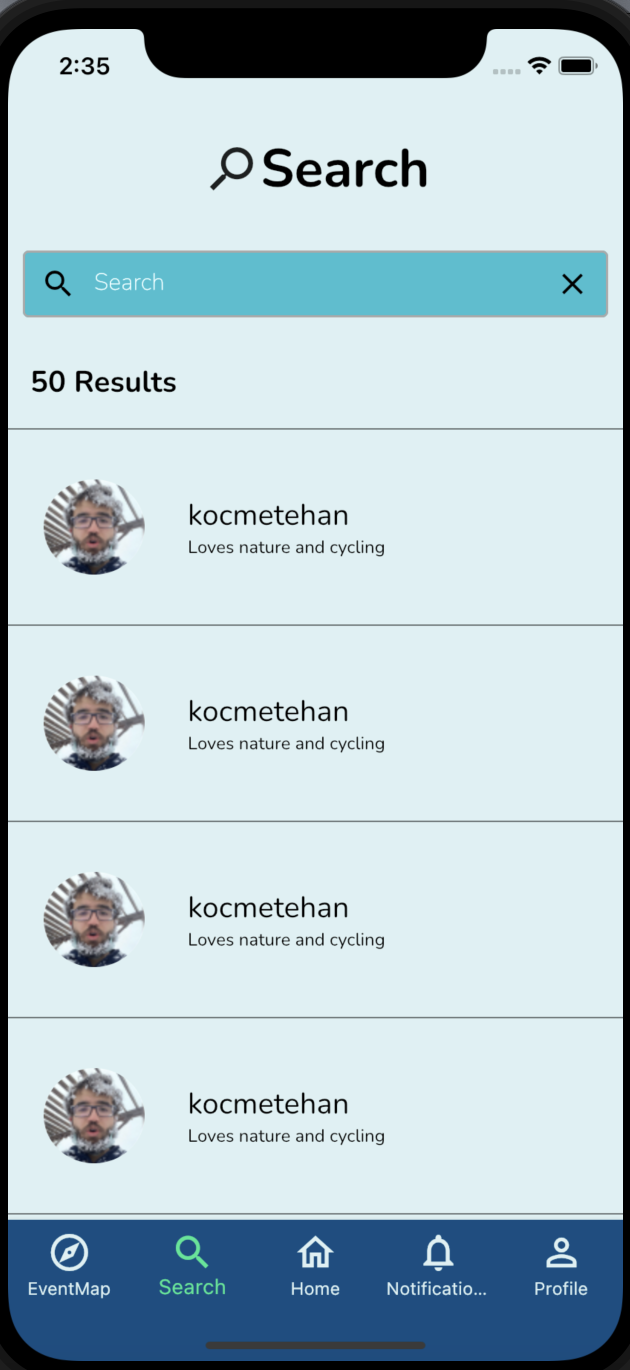 2:35
Search
Search
50 Results
kocmetehan
Loves nature and cycling
kocmetehan
Loves nature and cycling
kocmetehan
Loves nature and cycling
kocmetehan
Loves nature and cycling
EventMap Search Home Notificatio... Profile